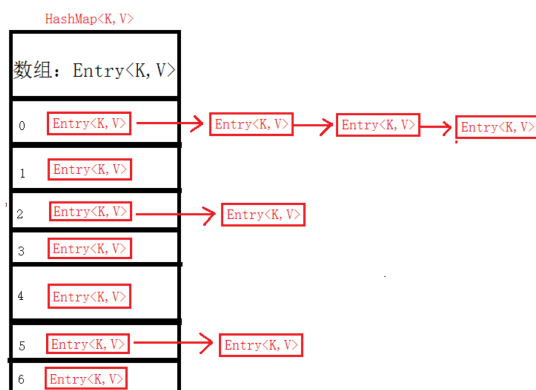 HashMap<K,V>
数组：Entry<K,V>
0 Entry<K,V> Entry<K,V> Entry<K,V> Entry<K,V>
1 Entry<K,V>
2 Entry<K,V> Entry<K,V>
3 Entry<K,V>
4 Entry<K,V>
5 Entry<K,V> Entry<K,V>
6 Entry<K,V>